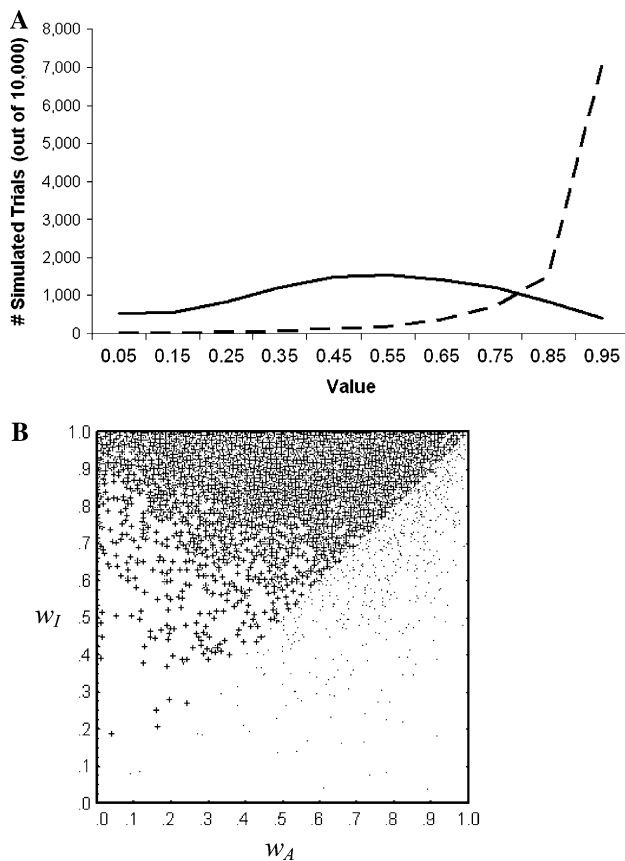 A
# Simulated Trials (out of 10,000)
8,000
7,000
6,000
5,000
4,000
3,000
2,000
1,000
0
0.05 0.15 0.25 0.35 0.45 0.55 0.65 0.75 0.85 0.95
Value
B
1.0
.9
.8
.7
.6
.5
.4
.3
.2
.1
.0
w_I
.0 .1 .2 .3 .4 .5 .6 .7 .8 .9 1.0
w_A